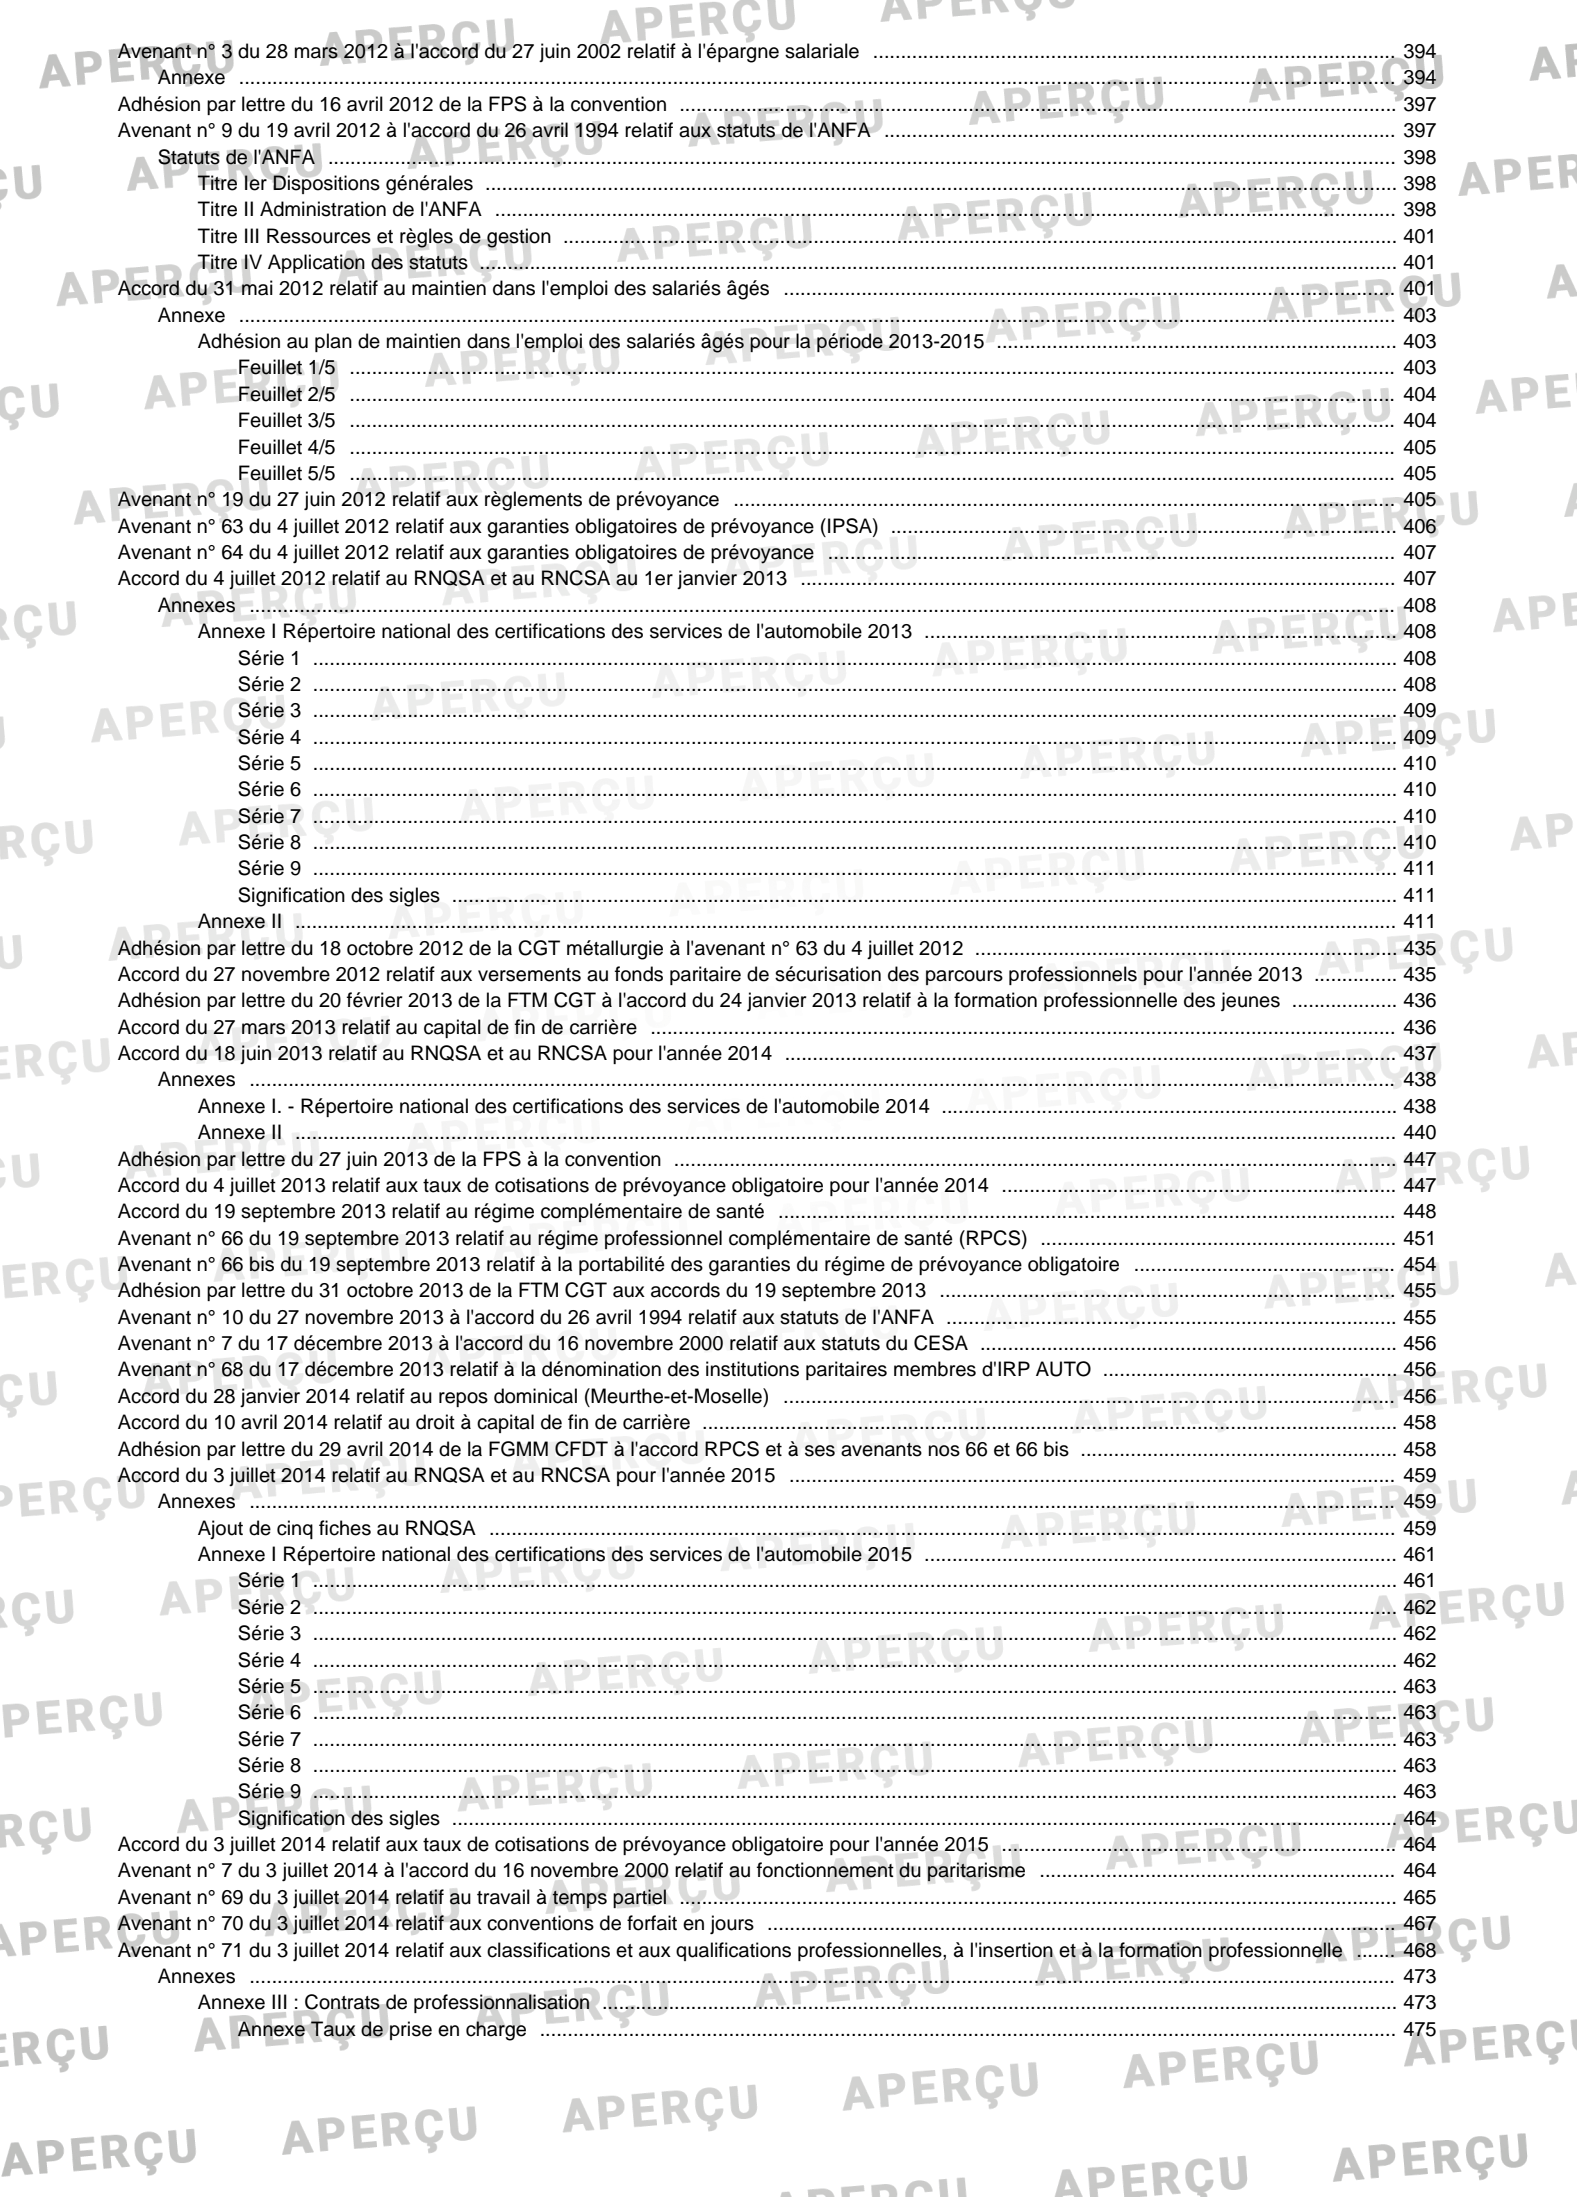 Avenant n° 3 du 28 mars 2012 à l'accord du 27 juin 2002 relatif à l'épargne salariale 394
Annexe 394
Adhésion par lettre du 16 avril 2012 de la FPS à la convention 397
Avenant n° 9 du 19 avril 2012 à l'accord du 26 avril 1994 relatif aux statuts de l'ANFA 397
Statuts de l'ANFA 398
Titre Ier Dispositions générales 398
Titre II Administration de l'ANFA 398
Titre III Ressources et règles de gestion 401
Titre IV Application des statuts 401
Accord du 31 mai 2012 relatif au maintien dans l'emploi des salariés âgés 401
Annexe 403
Adhésion au plan de maintien dans l'emploi des salariés âgés pour la période 2013-2015 403
Feuillet 1/5 403
Feuillet 2/5 404
Feuillet 3/5 404
Feuillet 4/5 405
Feuillet 5/5 405
Avenant n° 19 du 27 juin 2012 relatif aux règlements de prévoyance 405
Avenant n° 63 du 4 juillet 2012 relatif aux garanties obligatoires de prévoyance (IPSA) 406
Avenant n° 64 du 4 juillet 2012 relatif aux garanties obligatoires de prévoyance 407
Accord du 4 juillet 2012 relatif au RNQSA et au RNCSA au 1er janvier 2013 407
Annexes 408
Annexe I Répertoire national des certifications des services de l'automobile 2013 408
Série 1 408
Série 2 408
Série 3 409
Série 4 409
Série 5 410
Série 6 410
Série 7 410
Série 8 410
Série 9 411
Signification des sigles 411
Annexe II 411
Adhésion par lettre du 18 octobre 2012 de la CGT métallurgie à l'avenant n° 63 du 4 juillet 2012 435
Accord du 27 novembre 2012 relatif aux versements au fonds paritaire de sécurisation des parcours professionnels pour l'année 2013 435
Adhésion par lettre du 20 février 2013 de la FTM CGT à l'accord du 24 janvier 2013 relatif à la formation professionnelle des jeunes 436
Accord du 27 mars 2013 relatif au capital de fin de carrière 436
Accord du 18 juin 2013 relatif au RNQSA et au RNCSA pour l'année 2014 437
Annexes 438
Annexe I. - Répertoire national des certifications des services de l'automobile 2014 438
Annexe II 440
Adhésion par lettre du 27 juin 2013 de la FPS à la convention 447
Accord du 4 juillet 2013 relatif aux taux de cotisations de prévoyance obligatoire pour l'année 2014 447
Accord du 19 septembre 2013 relatif au régime complémentaire de santé 448
Avenant n° 66 du 19 septembre 2013 relatif au régime professionnel complémentaire de santé (RPCS) 451
Avenant n° 66 bis du 19 septembre 2013 relatif à la portabilité des garanties du régime de prévoyance obligatoire 454
Adhésion par lettre du 31 octobre 2013 de la FTM CGT aux accords du 19 septembre 2013 455
Avenant n° 10 du 27 novembre 2013 à l'accord du 26 avril 1994 relatif aux statuts de l'ANFA 455
Avenant n° 7 du 17 décembre 2013 à l'accord du 16 novembre 2000 relatif aux statuts du CESA 456
Avenant n° 68 du 17 décembre 2013 relatif à la dénomination des institutions paritaires membres d'IRP AUTO 456
Accord du 28 janvier 2014 relatif au repos dominical (Meurthe-et-Moselle) 456
Accord du 10 avril 2014 relatif au droit à capital de fin de carrière 458
Adhésion par lettre du 29 avril 2014 de la FGMM CFDT à l'accord RPCS et à ses avenants nos 66 et 66 bis 458
Accord du 3 juillet 2014 relatif au RNQSA et au RNCSA pour l'année 2015 459
Annexes 459
Ajout de cinq fiches au RNQSA 459
Annexe I Répertoire national des certifications des services de l'automobile 2015 461
Série 1 461
Série 2 462
Série 3 462
Série 4 462
Série 5 463
Série 6 463
Série 7 463
Série 8 463
Série 9 463
Signification des sigles 464
Accord du 3 juillet 2014 relatif aux taux de cotisations de prévoyance obligatoire pour l'année 2015 464
Avenant n° 7 du 3 juillet 2014 à l'accord du 16 novembre 2000 relatif au fonctionnement du paritarisme 464
Avenant n° 69 du 3 juillet 2014 relatif au travail à temps partiel 465
Avenant n° 70 du 3 juillet 2014 relatif aux conventions de forfait en jours 467
Avenant n° 71 du 3 juillet 2014 relatif aux classifications et aux qualifications professionnelles, à l'insertion et à la formation professionnelle 468
Annexes 473
Annexe III : Contrats de professionnalisation 473
Annexe Taux de prise en charge 475
APERÇU